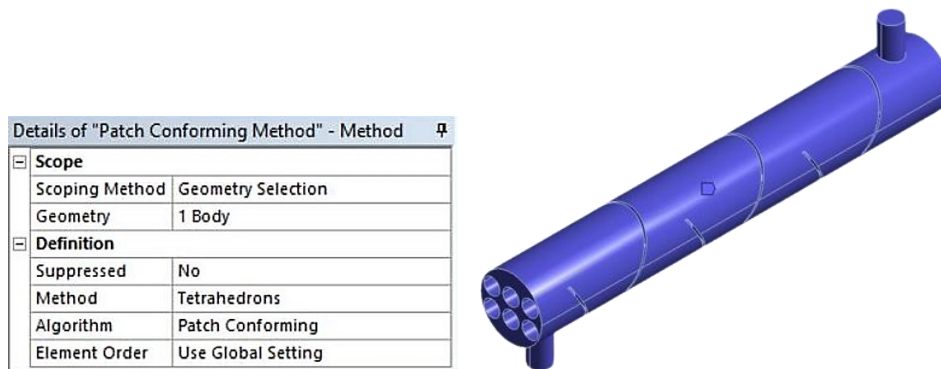 Details of "Patch Conforming Method" - Method
Scope
Scoping Method Geometry Selection
Geometry 1 Body
Definition
Suppressed No
Method Tetrahedrons
Algorithm Patch Conforming
Element Order Use Global Setting